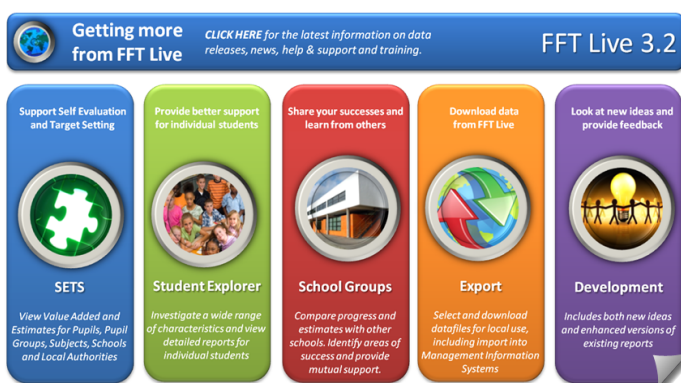 Getting more
from FFT Live
CLICK HERE for the latest information on data
releases, news, help & support and training.
FFT Live 3.2
Support Self Evaluation
and Target Setting
SETS
View Value Added and
Estimates for Pupils, Pupil
Groups, Subjects, Schools
and Local Authorities
Provide better support
for individual students
Student Explorer
Investigate a wide range
of characteristics and view
detailed reports for
individual students
Share your successes and
learn from others
School Groups
Compare progress and
estimates with other
schools. Identify areas of
success and provide
mutual support.
Download data
from FFT Live
Export
Select and download
datafiles for local use,
including import into
Management Information
Systems
Look at new ideas and
provide feedback
Development
Includes both new ideas
and enhanced versions of
existing reports